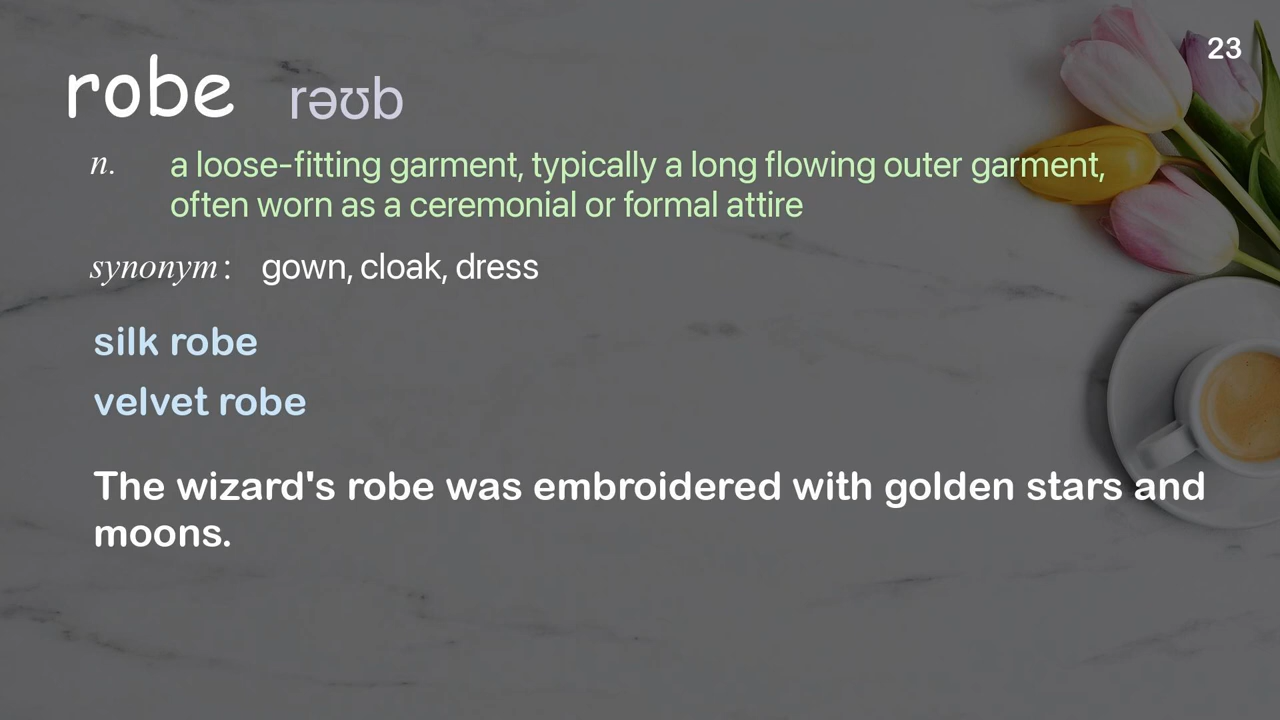 23
robe rəʊb
n. a loose-fitting garment, typically a long flowing outer garment,
often worn as a ceremonial or formal attire
synonym: gown, cloak, dress
silk robe
velvet robe
The wizard's robe was embroidered with golden stars and
moons.